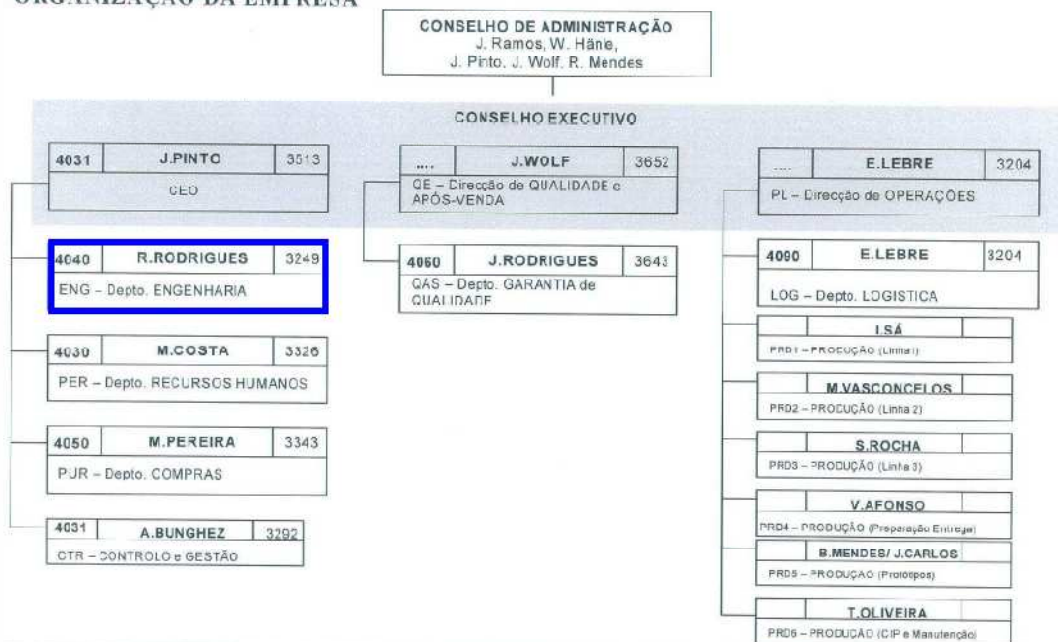 ORGANIZAÇÃO DA EMPRESA
CONSELHO DE ADMINISTRAÇÃO
J. Ramos, W. Hänle,
J. Pinto, J. Wolf, R. Mendes
CONSELHO EXECUTIVO
4031 J.PINTO 3513
CEO
4040 R.RODRIGUES 3249
ENG – Depto. ENGENHARIA
4030 M.COSTA 3326
PER – Depto. RECURSOS HUMANOS
4050 M.PEREIRA 3343
PUR – Depto. COMPRAS
4031 A.BUNGHEZ 3292
CTR – CONTROLO e GESTÃO
.... J.WOLF 3652
QE – Direcção de QUALIDADE e
APÓS-VENDA
4060 J.RODRIGUES 3643
QAS – Depto. GARANTIA de
QUALIDADE
.... E.LEBRE 3204
PL – Direcção de OPERAÇÕES
4090 E.LEBRE 3204
LOG – Depto. LOGISTICA
I.SÁ
PRD1 – PRODUÇÃO (Linha1)
M.VASCONCELOS
PRD2 – PRODUÇÃO (Linha 2)
S.ROCHA
PRD3 – PRODUÇÃO (Linha 3)
V.AFONSO
PRD4 – PRODUÇÃO (Preparação Entrega)
B.MENDES/ J.CARLOS
PRD5 – PRODUÇÃO (Protótipos)
T.OLIVEIRA
PRD6 – PRODUÇÃO (CIP e Manutenção)